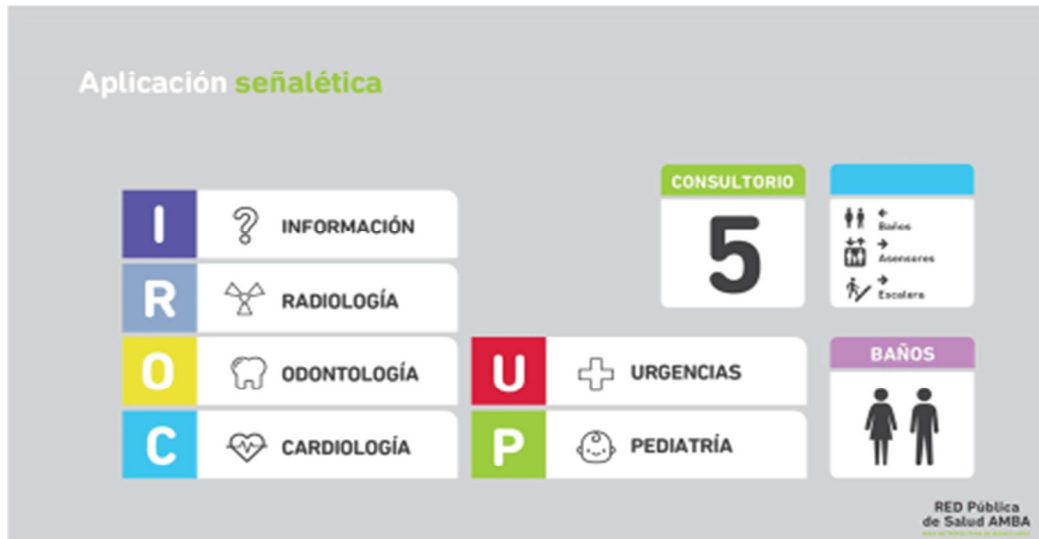 Aplicación señalética
I
INFORMACIÓN
R
RADIOLOGÍA
O
ODONTOLOGÍA
C
CARDIOLOGÍA
U
URGENCIAS
P
PEDIATRÍA
CONSULTORIO
5
Baños
Ascensores
Escalera
BAÑOS
RED Pública
de Salud AMBA